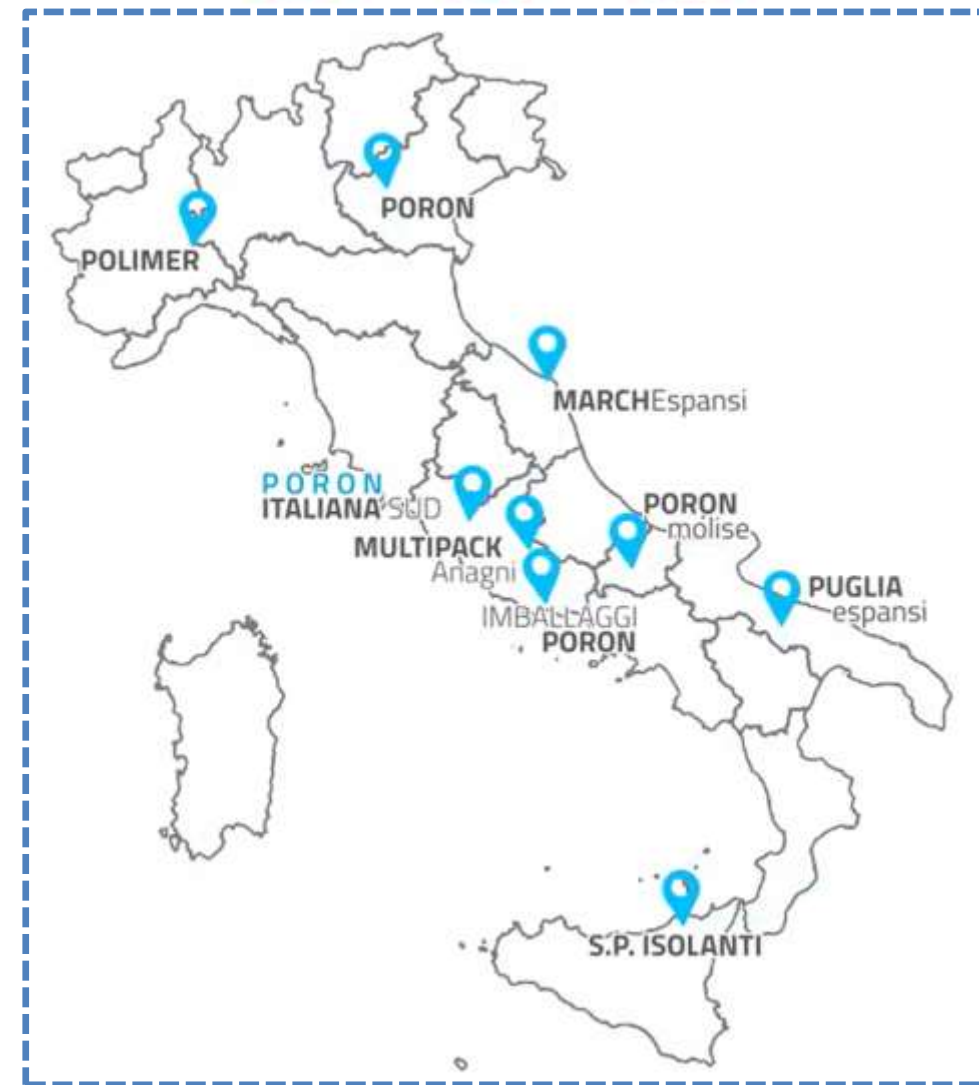 PORON
POLIMER
MARCHEspansi
PORON
ITALIANA SUD
PORON
molise
MULTIPACK
Anagni
PUGLIA
espansi
IMBALLAGGI
PORON
S.P. ISOLANTI